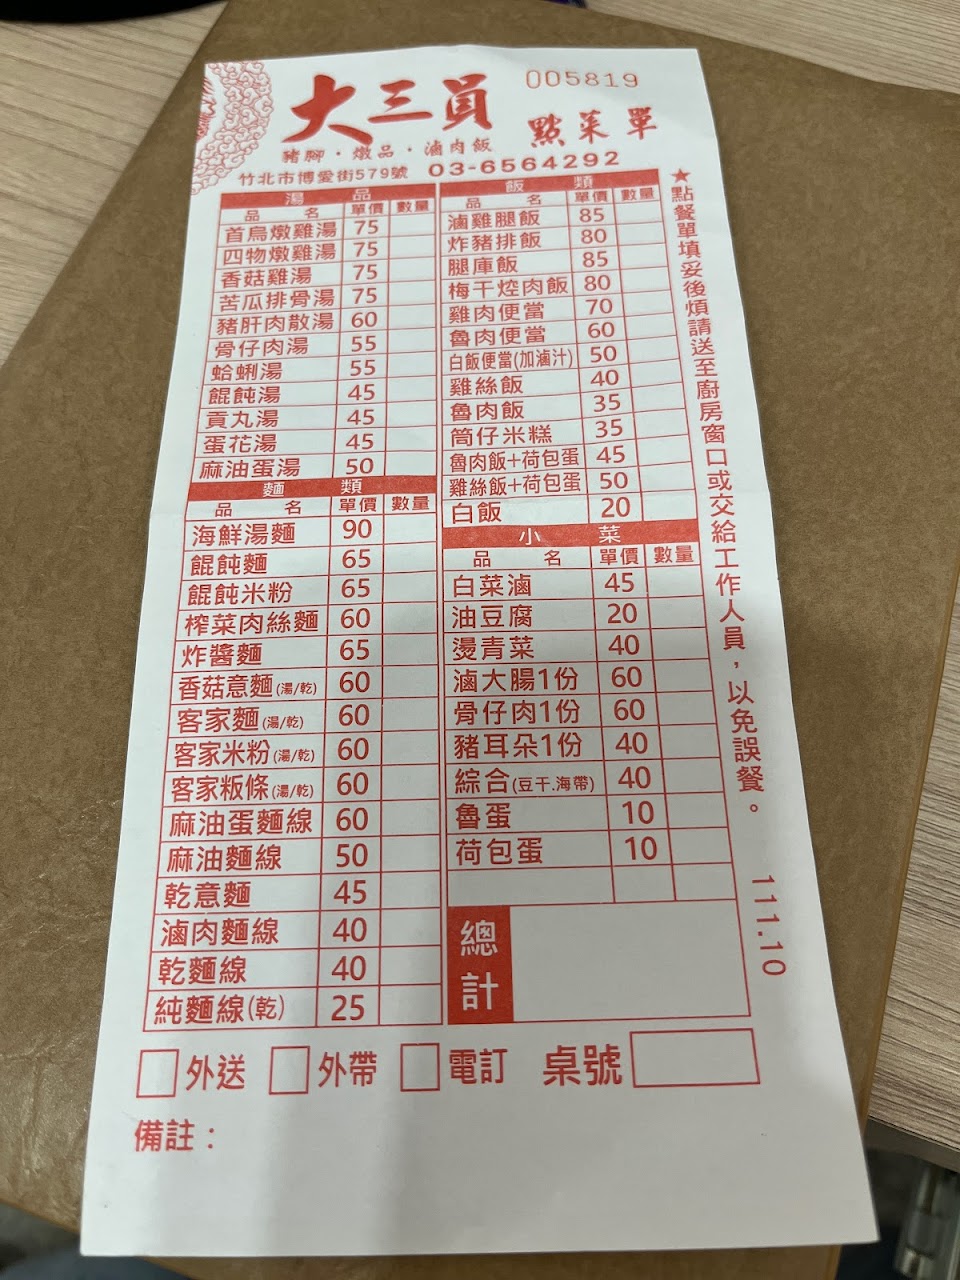 大三員
005819
點菜單
豬腳·燉品·滷肉飯
竹北市博愛街579號 03-6564292
湯 品
品 名 單價 數量
首烏燉雞湯 75
四物燉雞湯 75
香菇雞湯 75
苦瓜排骨湯 75
豬肝肉散湯 60
骨仔肉湯 55
蛤蜊湯 55
餛飩湯 45
貢丸湯 45
蛋花湯 45
麻油蛋湯 50
麵 類
品 名 單價 數量
海鮮湯麵 90
餛飩麵 65
餛飩米粉 65
榨菜肉絲麵 60
炸醬麵 65
香菇意麵(湯/乾) 60
客家麵(湯/乾) 60
客家米粉(湯/乾) 60
客家粄條(湯/乾) 60
麻油蛋麵線 60
麻油麵線 50
乾意麵 45
滷肉麵線 40
乾麵線 40
純麵線(乾) 25
飯 類
品 名 單價 數量
滷雞腿飯 85
炸豬排飯 80
腿庫飯 85
梅干焢肉飯 80
雞肉便當 70
魯肉便當 60
白飯便當(加滷汁) 50
雞絲飯 40
魯肉飯 35
筒仔米糕 35
魯肉飯+荷包蛋 45
雞絲飯+荷包蛋 50
白飯 20
小 菜
品 名 單價 數量
白菜滷 45
油豆腐 20
燙青菜 40
滷大腸1份 60
骨仔肉1份 60
豬耳朵1份 40
綜合(豆干.海帶) 40
魯蛋 10
荷包蛋 10
總計
★點餐單填妥後煩請送至廚房窗口或交給工作人員，以免誤餐。
111.10
外送 外帶 電訂 桌號
備註：